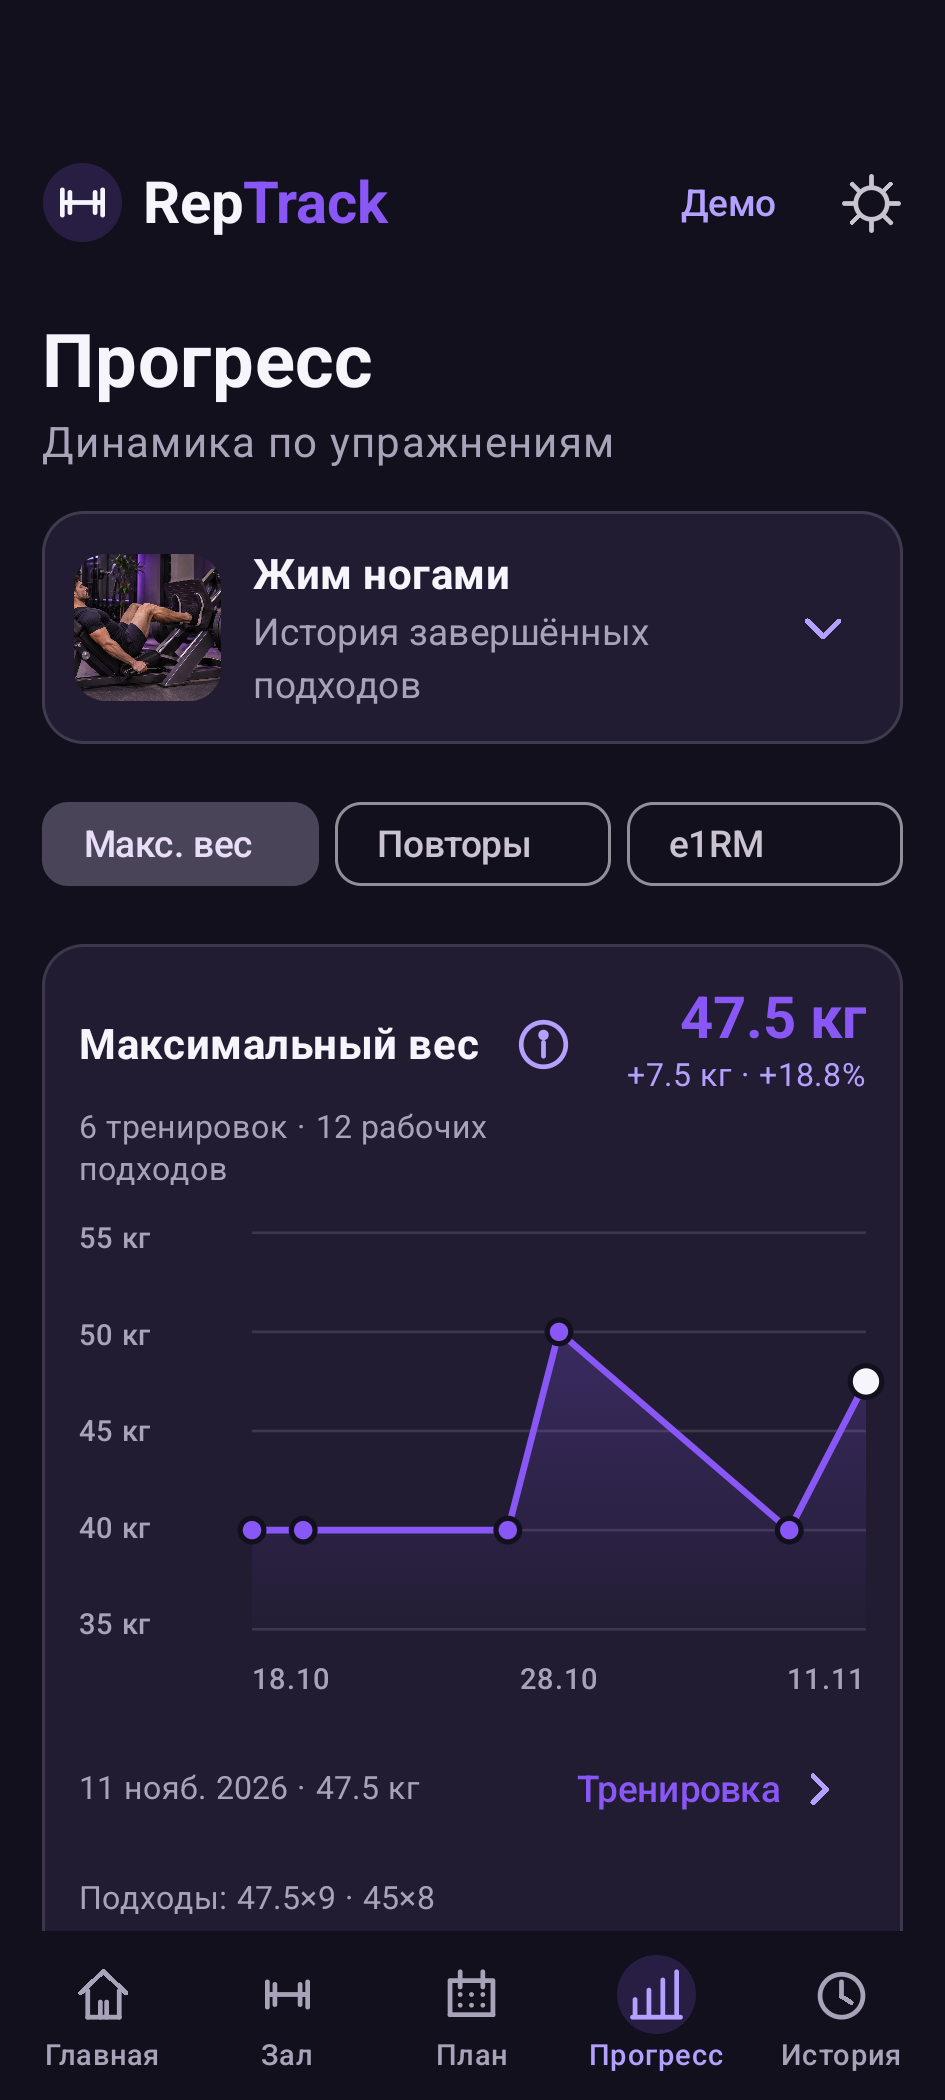 RepTrack
Демо
Прогресс
Динамика по упражнениям
Жим ногами
История завершённых
подходов
Макс. вес
Повторы
e1RM
Максимальный вес
47.5 кг
+7.5 кг · +18.8%
6 тренировок · 12 рабочих
подходов
55 кг
50 кг
45 кг
40 кг
35 кг
18.10
28.10
11.11
11 нояб. 2026 · 47.5 кг
Тренировка
Подходы: 47.5×9 · 45×8
Главная
Зал
План
Прогресс
История